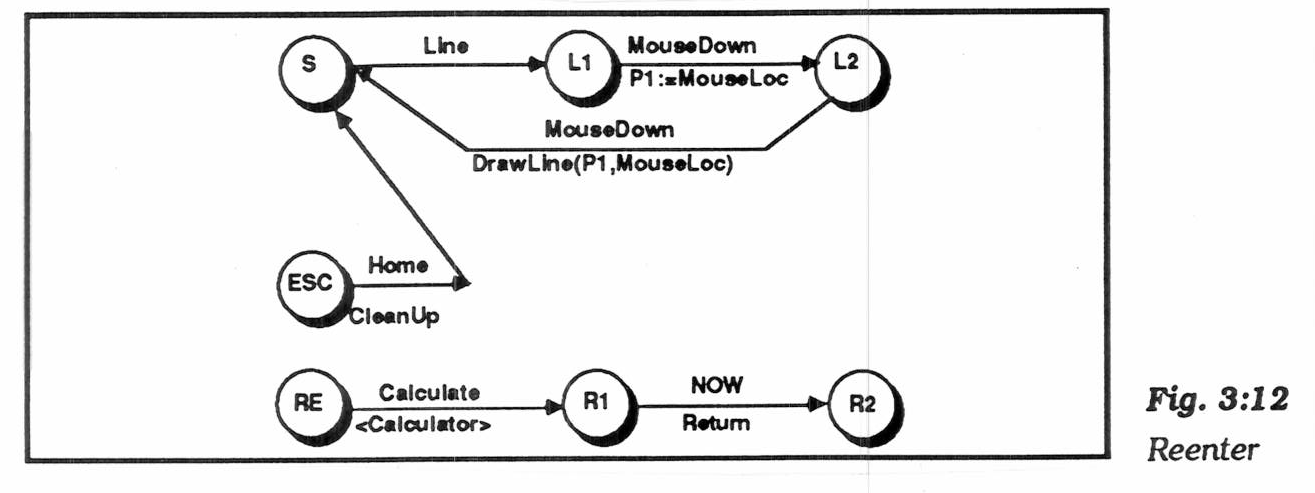 S
Line
L1
MouseDown
P1:=MouseLoc
L2
MouseDown
DrawLine(P1,MouseLoc)
ESC
Home
CleanUp
RE
Calculate
<Calculator>
R1
NOW
Return
R2
Fig. 3:12
Reenter